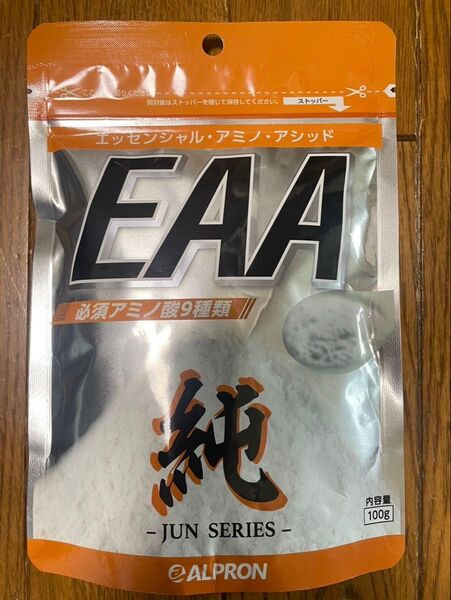 開封後はストッパーを閉じて保存してください。
ストッパー
エッセンシャル・アミノ・アシッド
EAA
必須アミノ酸9種類
純
- JUN SERIES -
内容量
100g
ALPRON